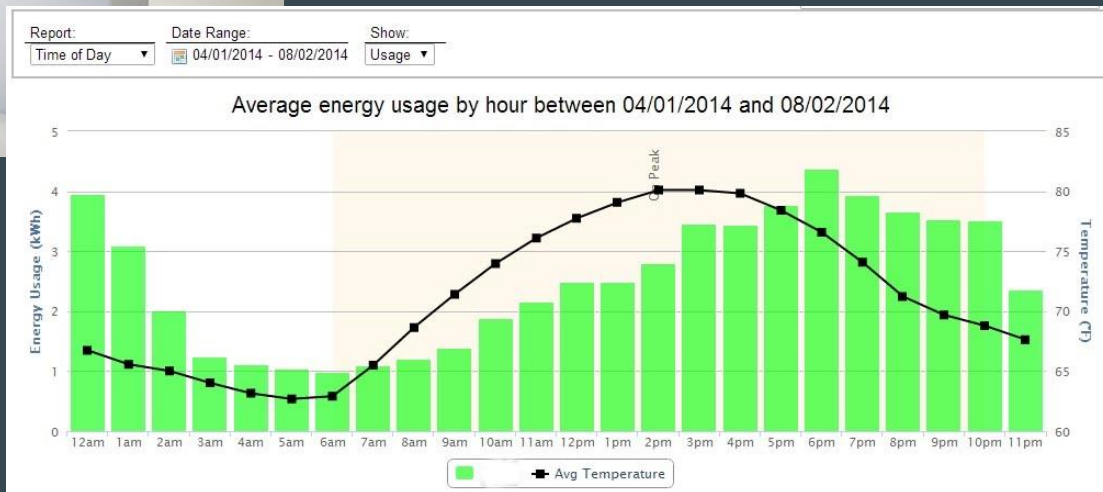 Report: Date Range: Show:
Time of Day 04/01/2014 - 08/02/2014 Usage
Average energy usage by hour between 04/01/2014 and 08/02/2014
5 85
4 80
3 75
2 70
1 65
0 60
Energy Usage (kWh)
Peak
Temperature (°F)
12am 1am 2am 3am 4am 5am 6am 7am 8am 9am 10am 11am 12pm 1pm 2pm 3pm 4pm 5pm 6pm 7pm 8pm 9pm 10pm 11pm
Avg Temperature